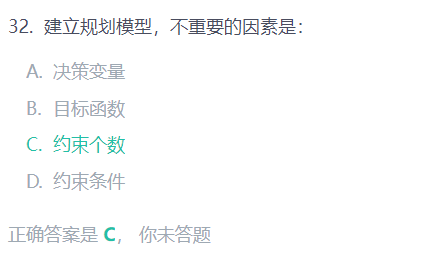 32. 建立规划模型，不重要的因素是：
A. 决策变量
B. 目标函数
C. 约束个数
D. 约束条件
正确答案是 C， 你未答题